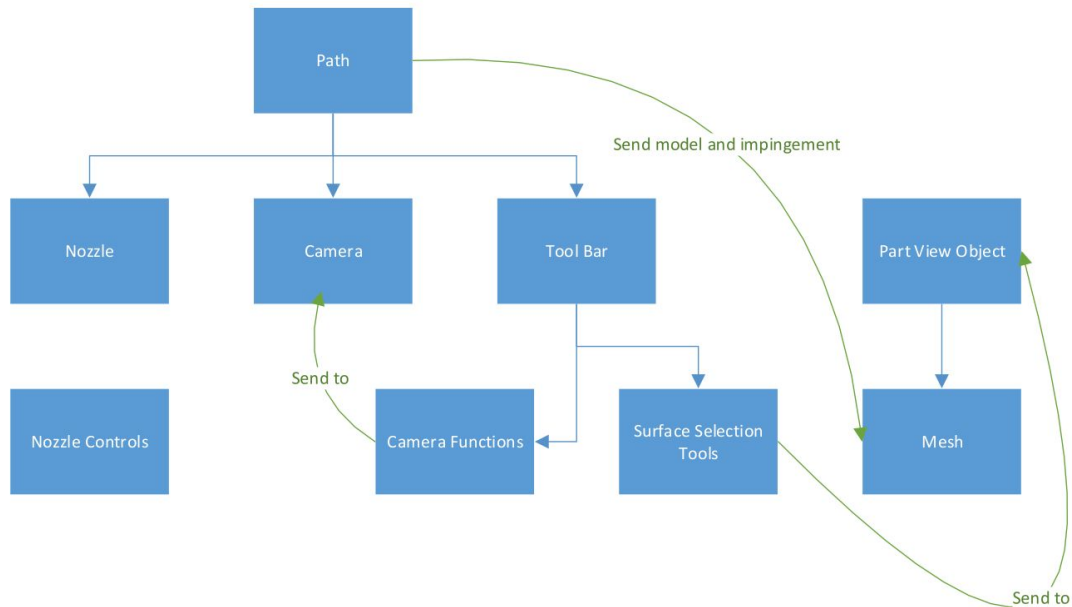 Path
Send model and impingement
Nozzle
Camera
Tool Bar
Part View Object
Send to
Nozzle Controls
Camera Functions
Surface Selection
Tools
Mesh
Send to